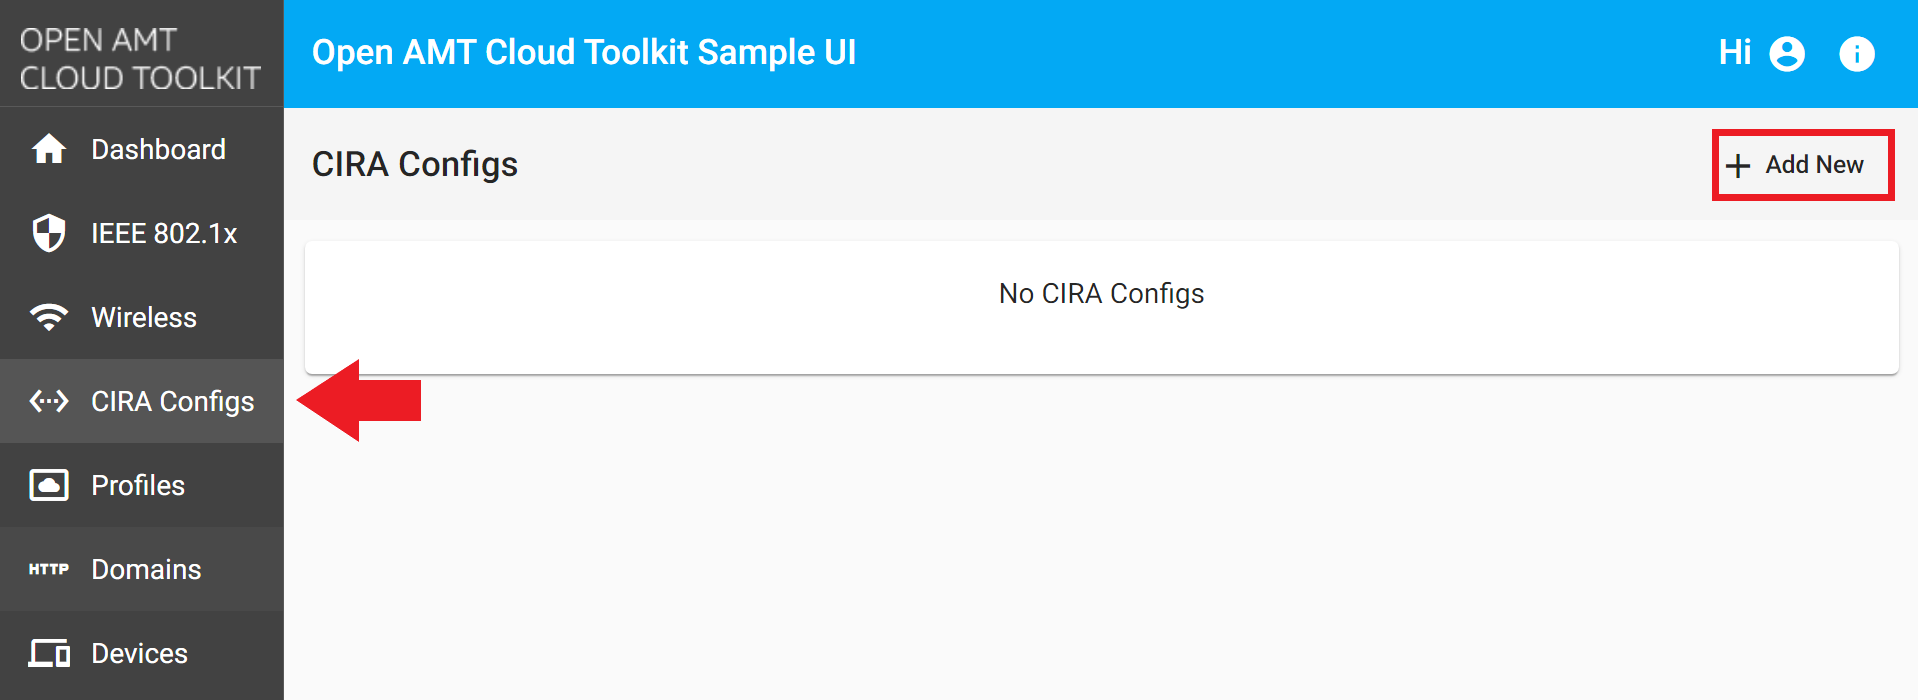 OPEN AMT
CLOUD TOOLKIT
Open AMT Cloud Toolkit Sample UI
Hi
Dashboard
IEEE 802.1x
Wireless
CIRA Configs
Profiles
HTTP Domains
Devices
CIRA Configs
Add New
No CIRA Configs